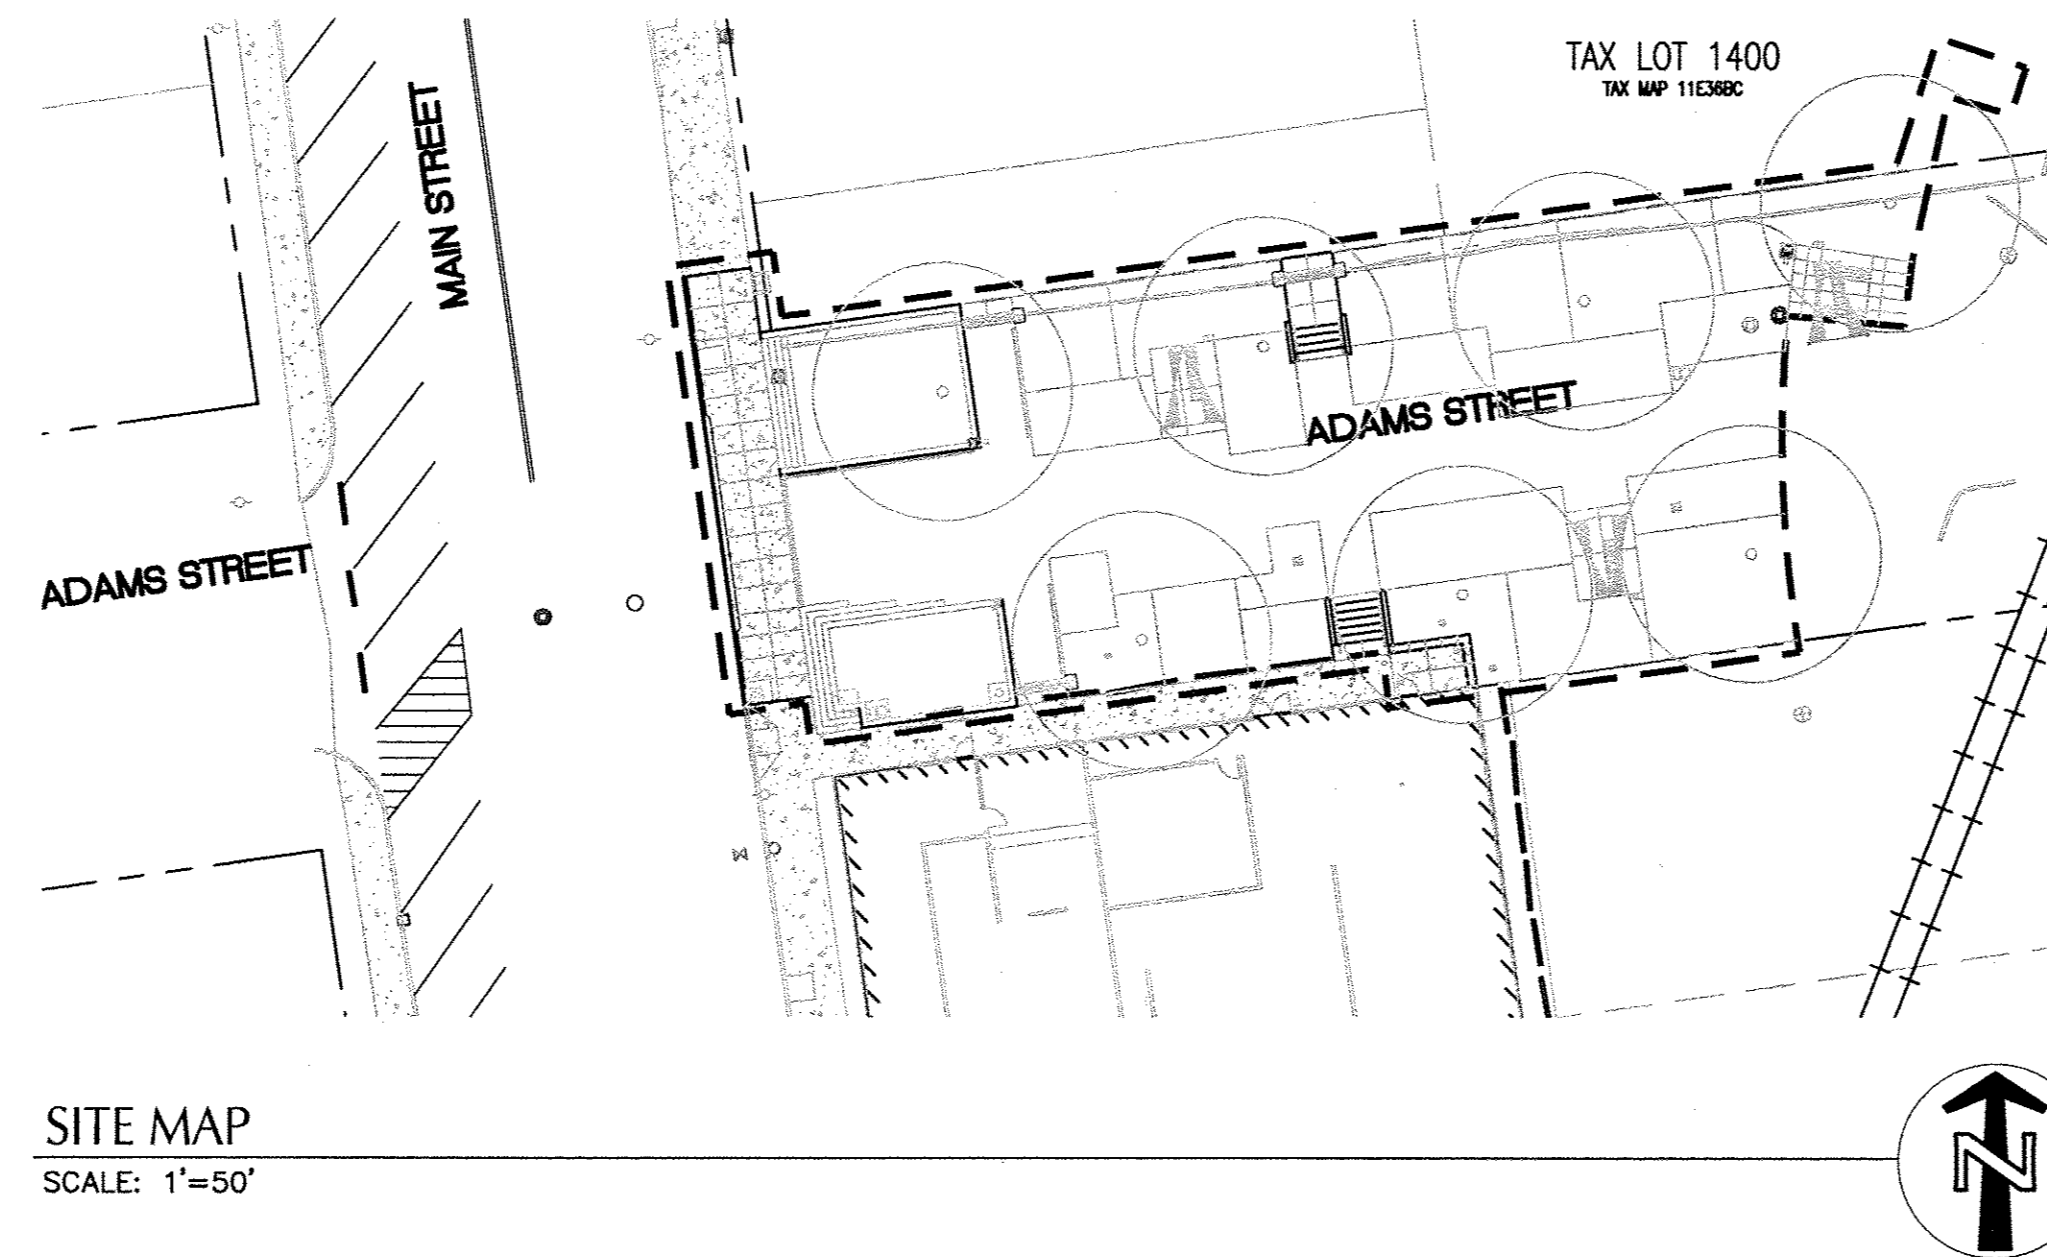 TAX LOT 1400
TAX MAP 11E36BC
MAIN STREET
ADAMS STREET
ADAMS STREET
SITE MAP
SCALE: 1'=50'
N